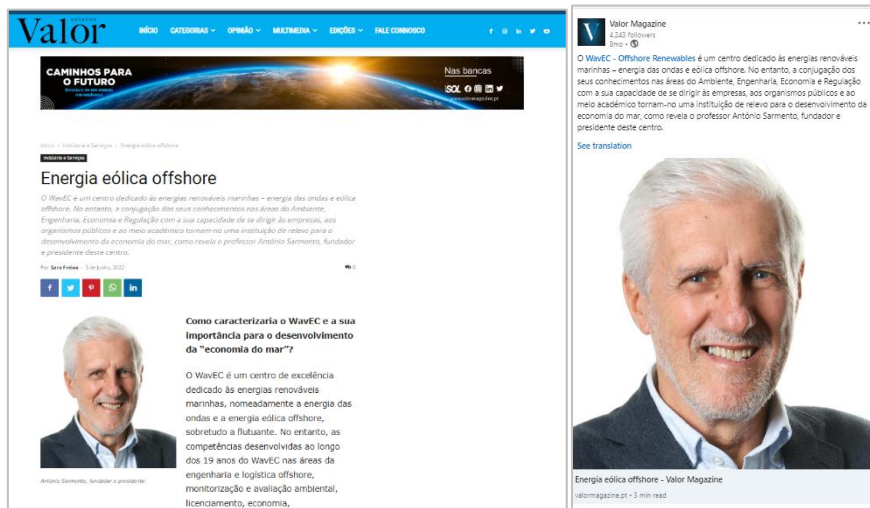 Valor
INÍCIO CATEGORIAS OPINIÃO MULTIMEDIA EDIÇÕES FALE CONNOSCO
CAMINHOS PARA
O FUTURO
Nas bancas
SOL
Início > Indústria e Serviços > Energia eólica offshore
Indústria e Serviços
Energia eólica offshore
O WavEC é um centro dedicado às energias renováveis marinhas – energia das ondas e eólica
offshore. No entanto, a conjugação dos seus conhecimentos nas áreas do Ambiente,
Engenharia, Economia e Regulação com a sua capacidade de se dirigir às empresas, aos
organismos públicos e ao meio académico tornam-no uma instituição de relevo para o
desenvolvimento da economia do mar, como revela o professor António Sarmento, fundador
e presidente deste centro.
Por Sara Freixo - 3 de Junho, 2022
0
António Sarmento, fundador e presidente
Como caracterizaria o WavEC e a sua
importância para o desenvolvimento
da “economia do mar”?
O WavEC é um centro de excelência
dedicado às energias renováveis
marinhas, nomeadamente a energia das
ondas e a energia eólica offshore,
sobretudo a flutuante. No entanto, as
competências desenvolvidas ao longo
dos 19 anos do WavEC nas áreas da
engenharia e logística offshore,
monitorização e avaliação ambiental,
licenciamento, economia,
Valor Magazine
4,243 followers
8mo •
O WavEC - Offshore Renewables é um centro dedicado às energias renováveis
marinhas – energia das ondas e eólica offshore. No entanto, a conjugação dos
seus conhecimentos nas áreas do Ambiente, Engenharia, Economia e Regulação
com a sua capacidade de se dirigir às empresas, aos organismos públicos e ao
meio académico tornam-no uma instituição de relevo para o desenvolvimento da
economia do mar, como revela o professor António Sarmento, fundador e
presidente deste centro.
See translation
Energia eólica offshore - Valor Magazine
valormagazine.pt • 3 min read